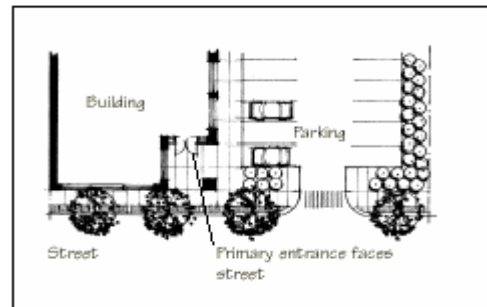 Building
Parking
Street
Primary entrance faces
street